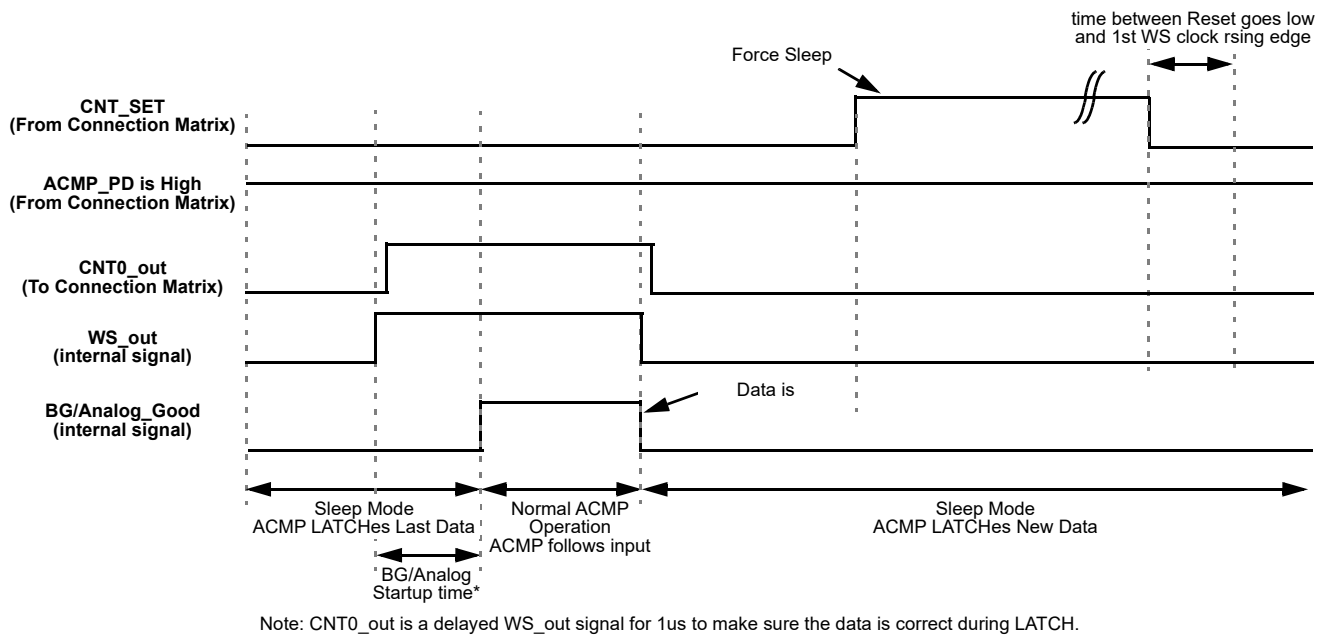 time between Reset goes low
and 1st WS clock rsing edge
Force Sleep
CNT_SET
(From Connection Matrix)
ACMP_PD is High
(From Connection Matrix)
CNT0_out
(To Connection Matrix)
WS_out
(internal signal)
Data is
BG/Analog_Good
(internal signal)
Sleep Mode
ACMP LATCHes Last Data
Normal ACMP
Operation
ACMP follows input
Sleep Mode
ACMP LATCHes New Data
BG/Analog
Startup time*
Note: CNT0_out is a delayed WS_out signal for 1us to make sure the data is correct during LATCH.